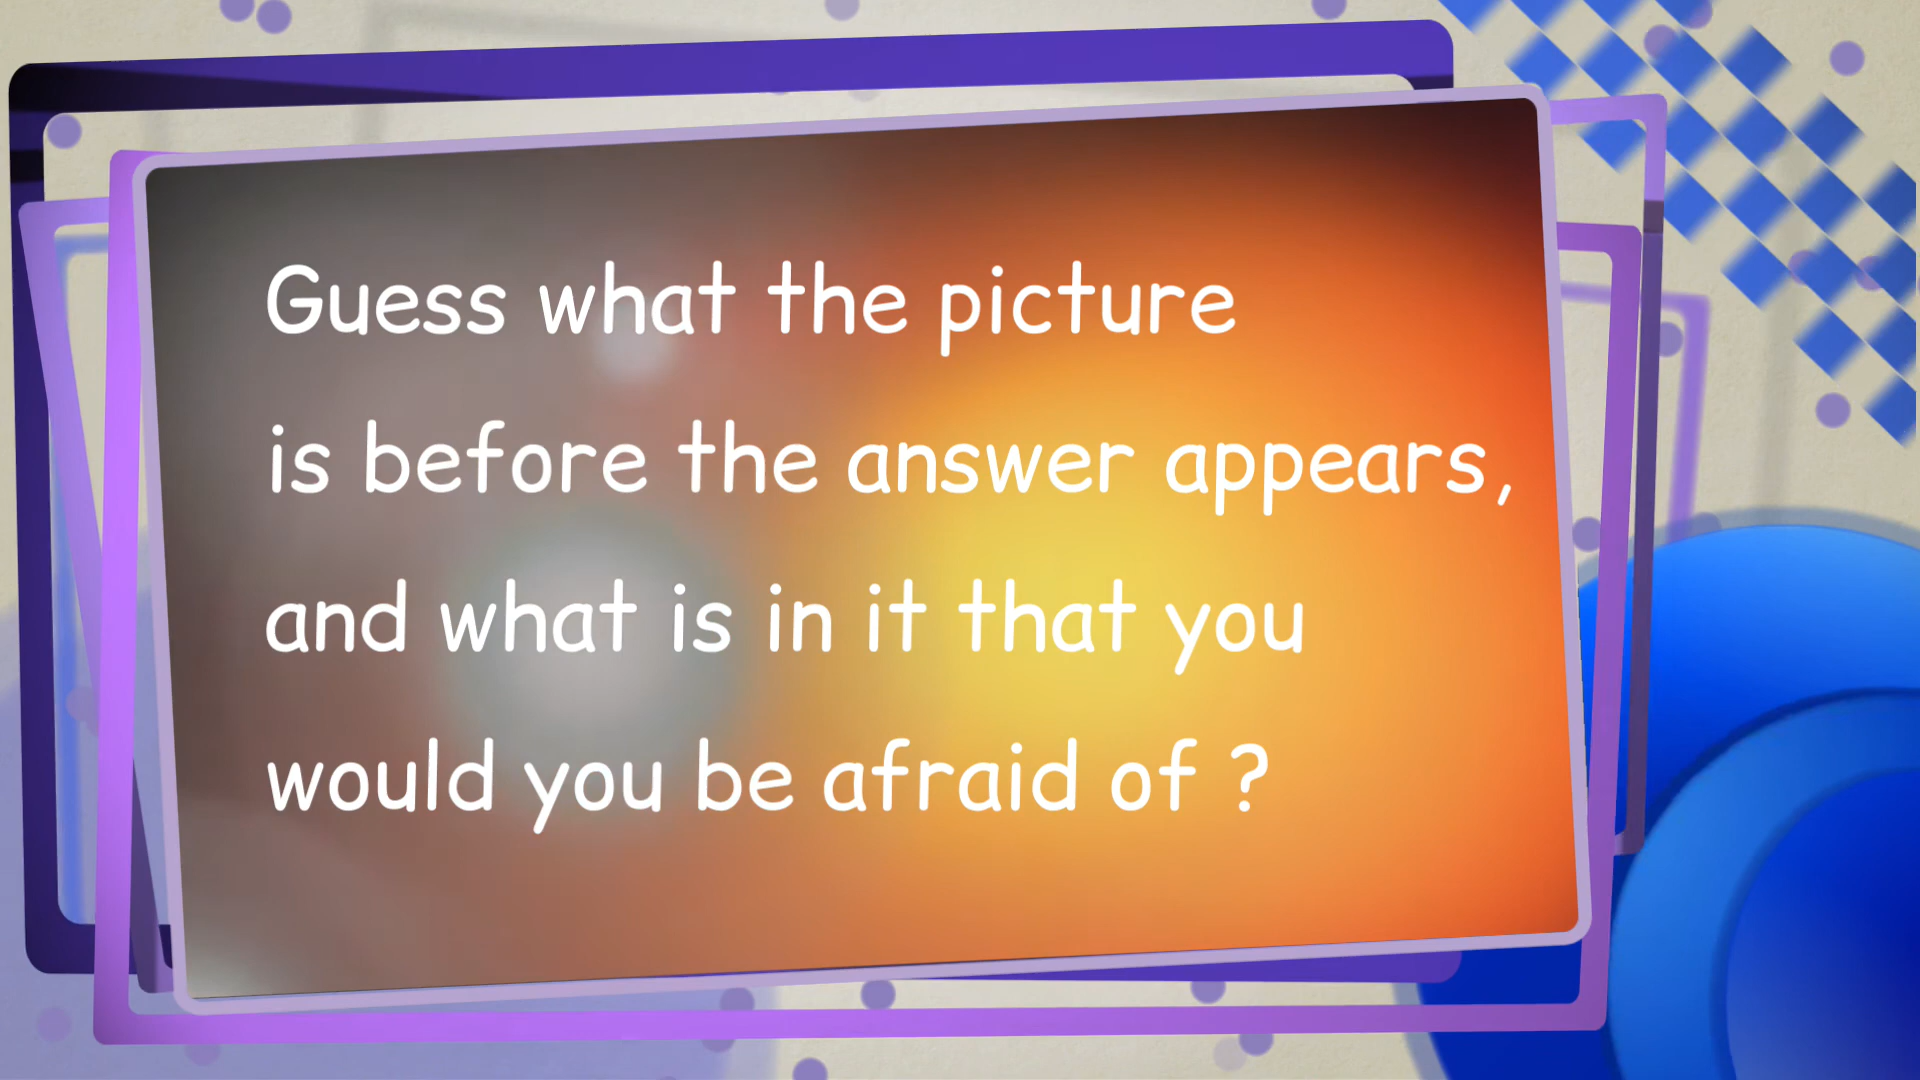 Guess what the picture
is before the answer appears,
and what is in it that you
would you be afraid of ?